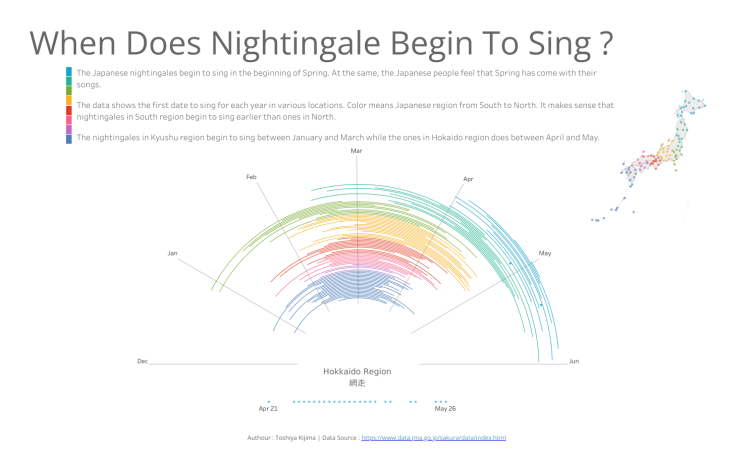 When Does Nightingale Begin To Sing ?
The Japanese nightingales begin to sing in the beginning of Spring. At the same, the Japanese people feel that Spring has come with their
songs.
The data shows the first date to sing for each year in various locations. Color means Japanese region from South to North. It makes sense that
nightingales in South region begin to sing earlier than ones in North.
The nightingales in Kyushu region begin to sing between January and March while the ones in Hokaido region does between April and May.
Mar
Feb
Apr
Jan
May
Dec
Jun
Hokkaido Region
網走
Apr 21
May 26
Authour : Toshiya Kijima | Data Source : https://www.data.jma.go.jp/sakura/data/index.html